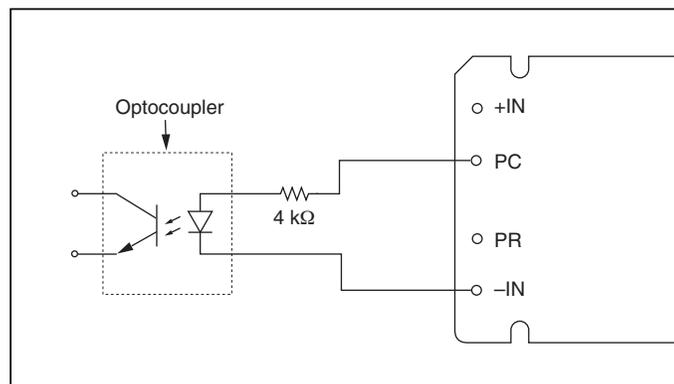 Optocoupler
4 kΩ
+IN
PC
PR
–IN